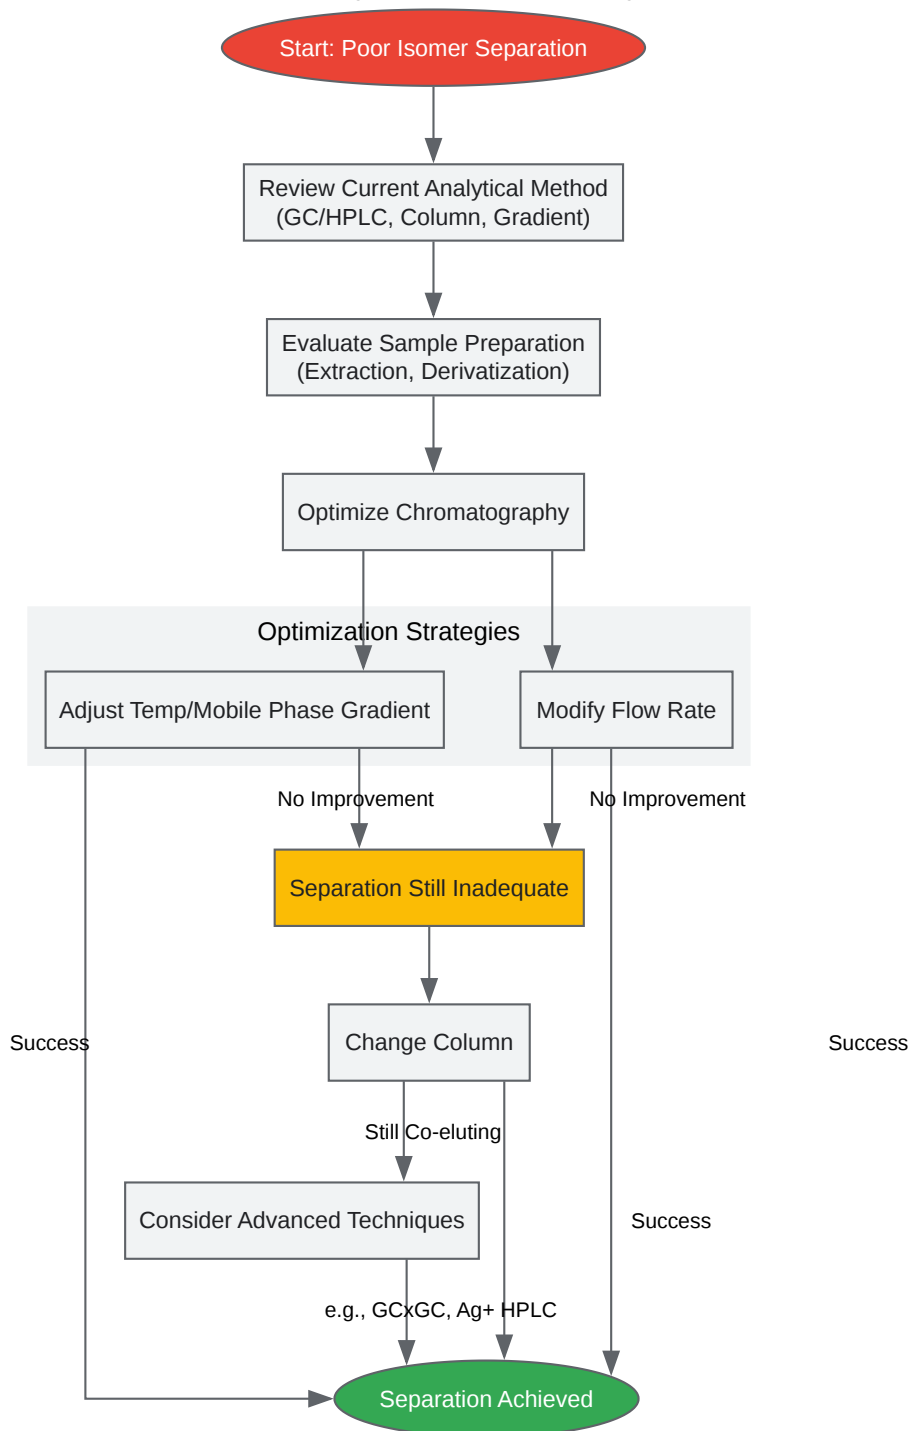 Start: Poor Isomer Separation
Review Current Analytical Method
(GC/HPLC, Column, Gradient)
Evaluate Sample Preparation
(Extraction, Derivatization)
Optimize Chromatography
Optimization Strategies
Adjust Temp/Mobile Phase Gradient
Modify Flow Rate
No Improvement
No Improvement
Separation Still Inadequate
Success
Change Column
Success
Still Co-eluting
Consider Advanced Techniques
Success
e.g., GCxGC, Ag+ HPLC
Separation Achieved